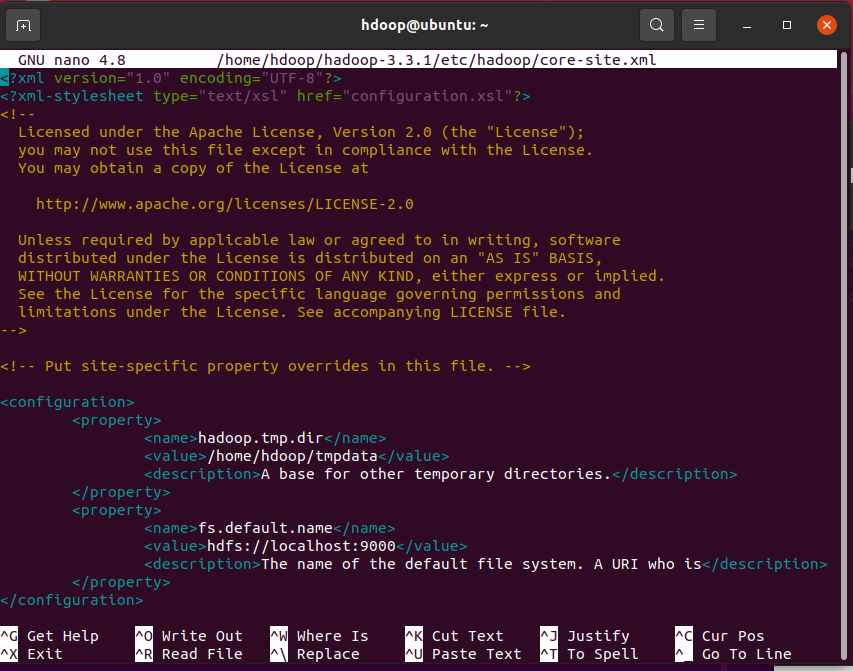 hdoop@ubuntu: ~
GNU nano 4.8          /home/hdoop/hadoop-3.3.1/etc/hadoop/core-site.xml
<?xml version="1.0" encoding="UTF-8"?>
<?xml-stylesheet type="text/xsl" href="configuration.xsl"?>
<!--
  Licensed under the Apache License, Version 2.0 (the "License");
  you may not use this file except in compliance with the License.
  You may obtain a copy of the License at

    http://www.apache.org/licenses/LICENSE-2.0

  Unless required by applicable law or agreed to in writing, software
  distributed under the License is distributed on an "AS IS" BASIS,
  WITHOUT WARRANTIES OR CONDITIONS OF ANY KIND, either express or implied.
  See the License for the specific language governing permissions and
  limitations under the License. See accompanying LICENSE file.
-->

<!-- Put site-specific property overrides in this file. -->

<configuration>
        <property>
                <name>hadoop.tmp.dir</name>
                <value>/home/hdoop/tmpdata</value>
                <description>A base for other temporary directories.</description>
        </property>
        <property>
                <name>fs.default.name</name>
                <value>hdfs://localhost:9000</value>
                <description>The name of the default file system. A URI who is</description>
        </property>
</configuration>

^G Get Help    ^O Write Out   ^W Where Is    ^K Cut Text    ^J Justify     ^C Cur Pos
^X Exit        ^R Read File   ^\ Replace     ^U Paste Text  ^T To Spell    ^_ Go To Line